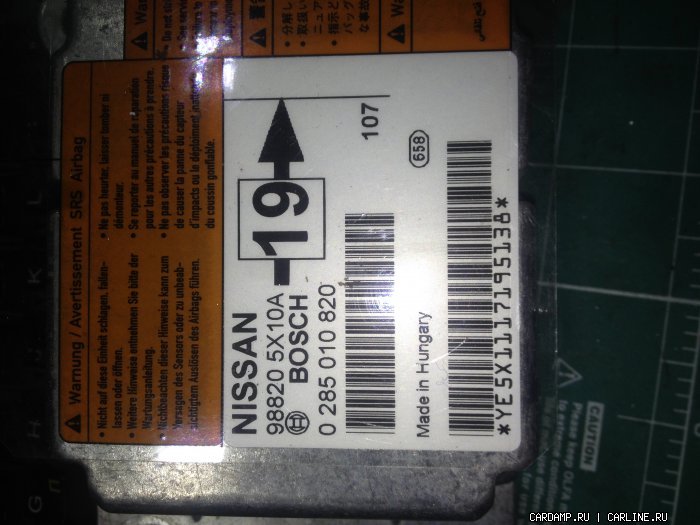 NISSAN
98820 5X10A
BOSCH
0 285 010 820
19
107
658
Made in Hungary
*YE5X1117195138*
Warnung / Avertissement SRS Airbag
• Nicht auf diese Einheit schlagen, fallen-
lassen oder öffnen.
• Weitere Hinweise entnehmen Sie bitte der
Wartung-anleitung.
• Nichtbeachten dieser Hinweise kann zum
Versagen des Sensors oder zu unbeab-
sichtigtem Auslösen des Airbags führen.
• Ne pas heurter, laisser tomber ni
démonteur.
• Se reporter au manuel de réparation
pour les autres précautions à prendre.
• Ne pas observer les précautions risque
de causer la panne du capteur
d'impacts ou le déploiement
du coussin gonflable.
CAUTION
CARDAMP.RU | CARLINE.RU